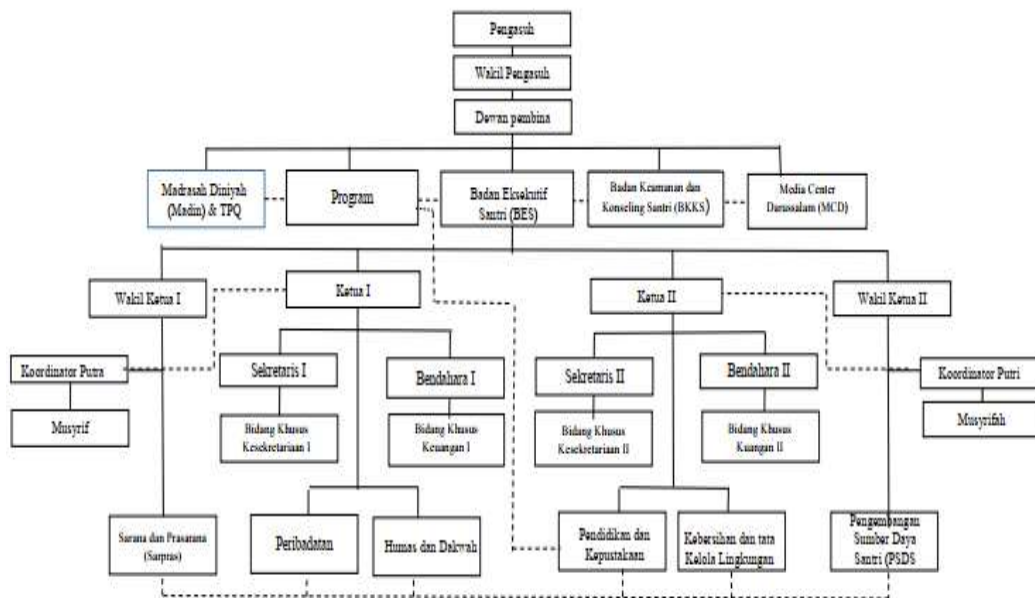 Pengasuh
Wakil Pengasuh
Dewan pembina
Madrasah Diniyah
(Madin) & TPQ
Program
Badan Eksekutif
Santri (BES)
Badan Keamanan dan
Konseling Santri (BKKS)
Media Center
Darussalam (MCD)
Wakil Ketua I
Ketua I
Ketua II
Wakil Ketua II
Koordinator Putra
Sekretaris I
Bendahara I
Sekretaris II
Bendahara II
Koordinator Putri
Musyrif
Bidang Khusus
Kesekretariaan I
Bidang Khusus
Keuangan I
Bidang Khusus
Kesekretariaan II
Bidang Khusus
Kuangan II
Musyrifah
Sarana dan Prasarana
(Sarpras)
Peribadatan
Humas dan Dakwah
Pendidikan dan
Kepustakaan
Kebersihan dan tata
Kelola Lingkungan
Pengembangan
Sumber Daya
Santri (PSDS